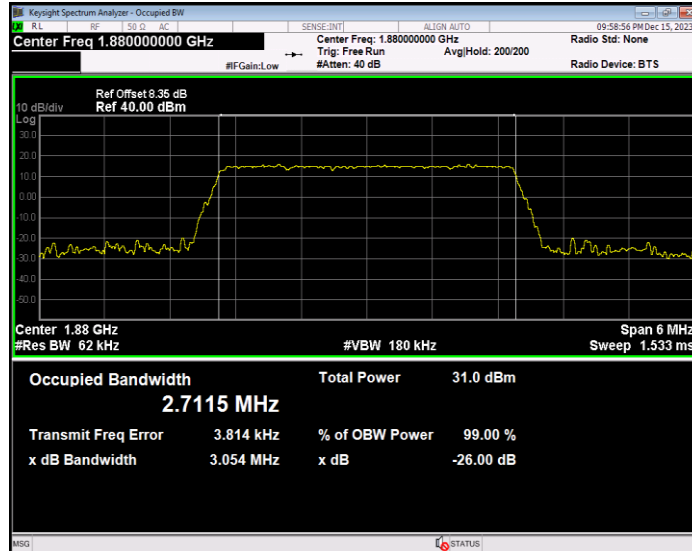 Keysight Spectrum Analyzer - Occupied BW
RL RF 50 Ω AC SENSE:INT ALIGN AUTO 09:58:56 PM Dec 15, 2023
Center Freq 1.880000000 GHz
Center Freq: 1.880000000 GHz Radio Std: None
Trig: Free Run Avg|Hold: 200/200
#IFGain:Low #Atten: 40 dB Radio Device: BTS
Ref Offset 8.35 dB
10 dB/div Ref 40.00 dBm
Log
30.0
20.0
10.0
0.00
-10.0
-20.0
-30.0
-40.0
-50.0
Center 1.88 GHz Span 6 MHz
#Res BW 62 kHz #VBW 180 kHz Sweep 1.533 ms
Occupied Bandwidth Total Power 31.0 dBm
2.7115 MHz
Transmit Freq Error 3.814 kHz % of OBW Power 99.00 %
x dB Bandwidth 3.054 MHz x dB -26.00 dB
MSG STATUS